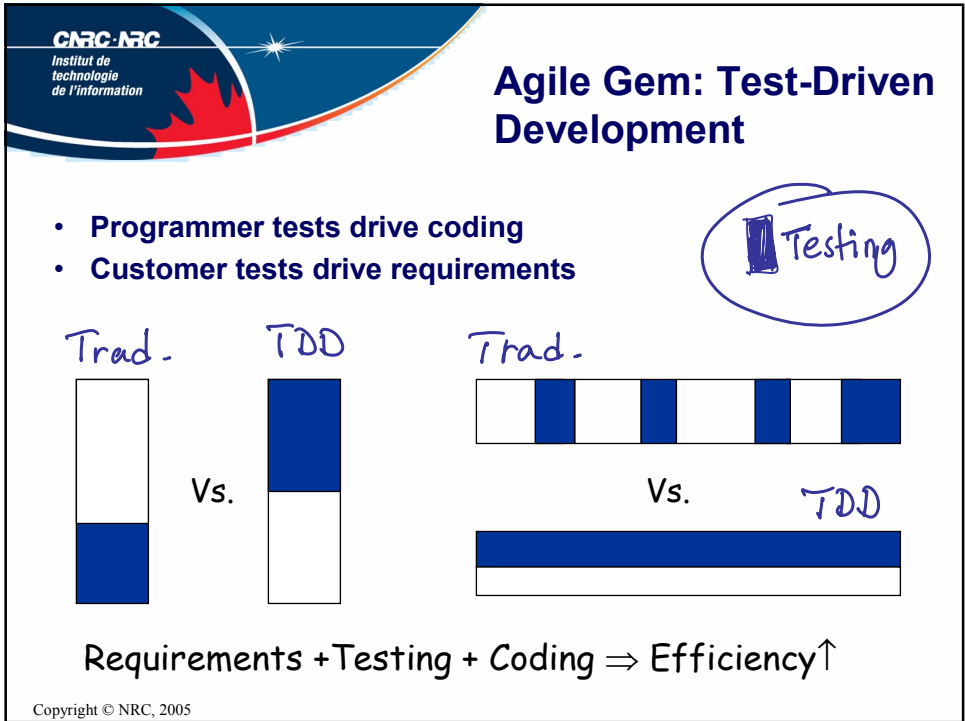 CNRC·NRC
Institut de
technologie
de l'information
Agile Gem: Test-Driven
Development
• Programmer tests drive coding
• Customer tests drive requirements
Testing
Trad.
TDD
Trad.
Vs.
Vs.
TDD
Requirements +Testing + Coding ⇒ Efficiency↑
Copyright © NRC, 2005